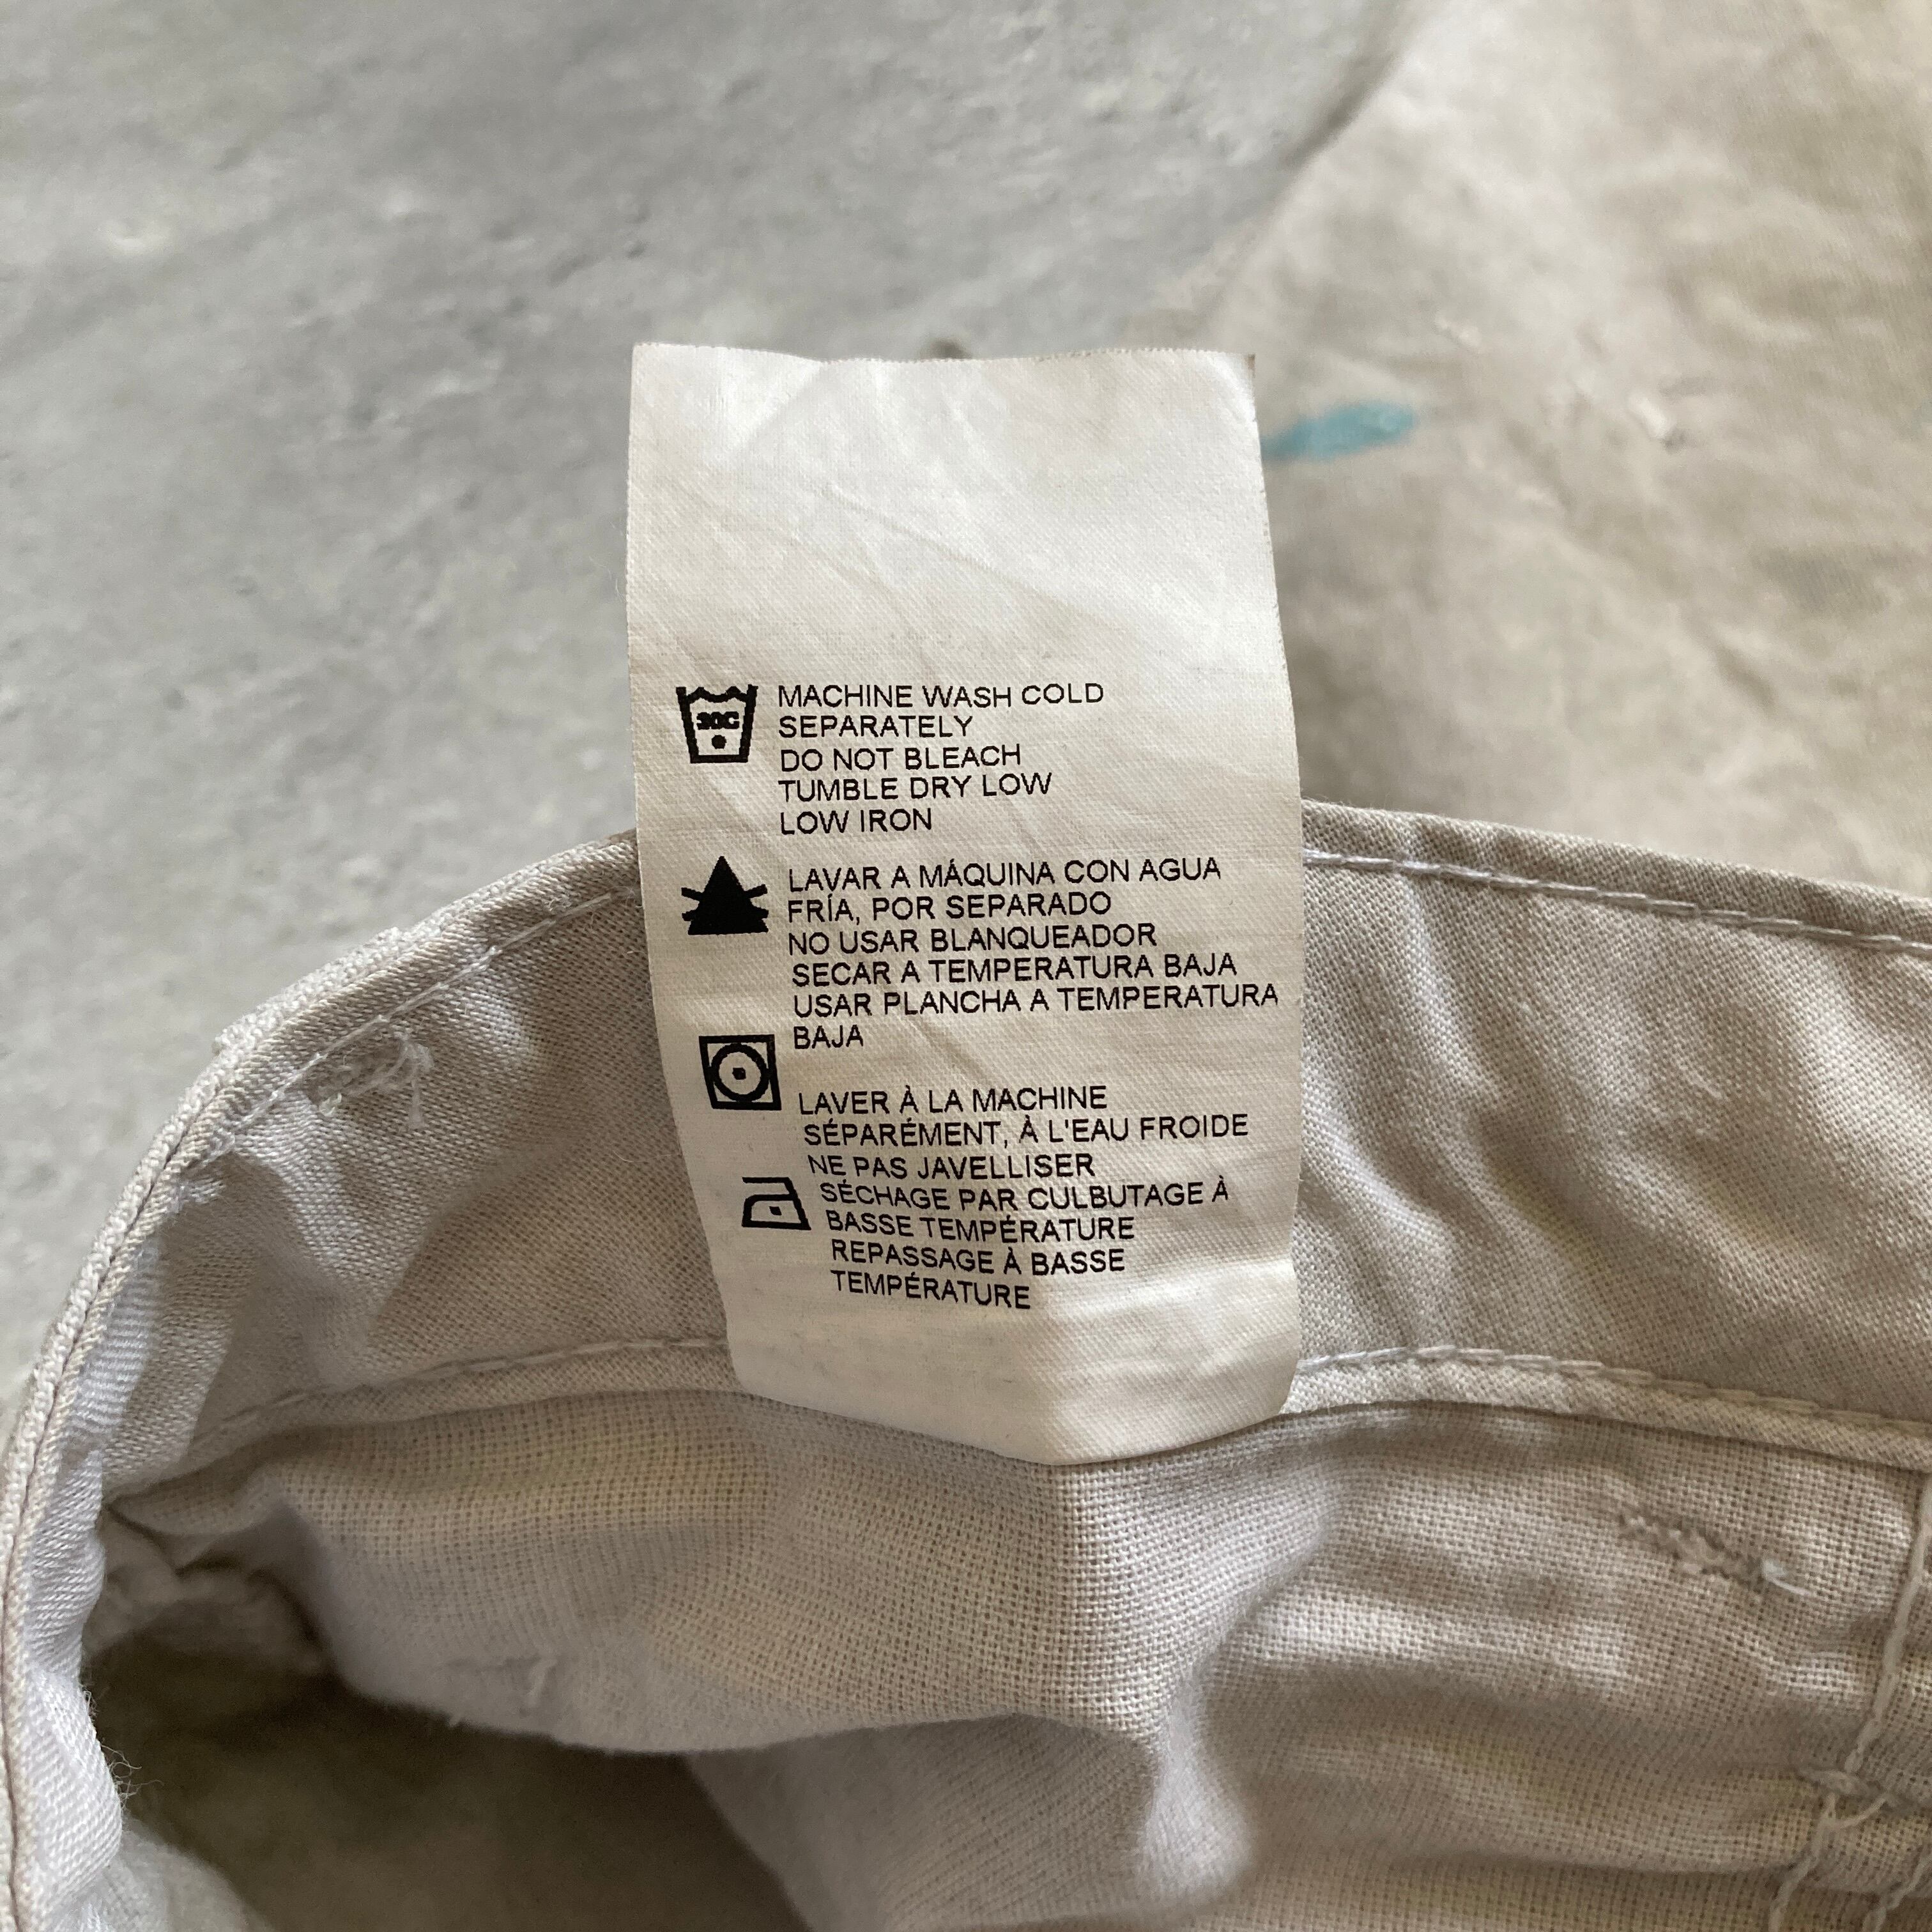 30C
MACHINE WASH COLD
SEPARATELY
DO NOT BLEACH
TUMBLE DRY LOW
LOW IRON
LAVAR A MÁQUINA CON AGUA
FRÍA, POR SEPARADO
NO USAR BLANQUEADOR
SECAR A TEMPERATURA BAJA
USAR PLANCHA A TEMPERATURA
BAJA
LAVER À LA MACHINE
SÉPARÉMENT, À L'EAU FROIDE
NE PAS JAVELLISER
SÉCHAGE PAR CULBUTAGE À
BASSE TEMPÉRATURE
REPASSAGE À BASSE
TEMPÉRATURE